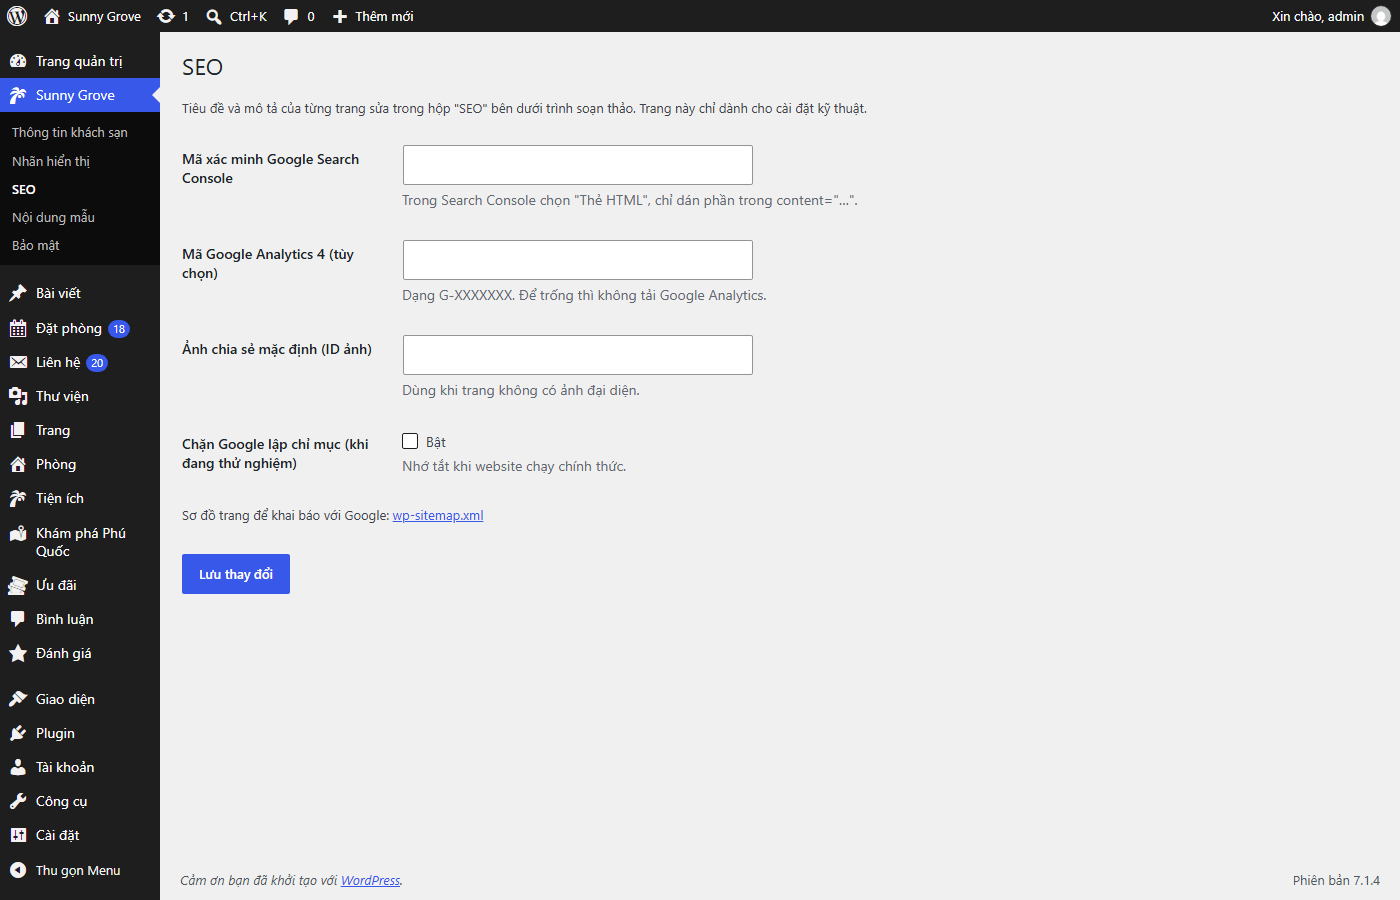 Sunny Grove
1
Ctrl+K
0
Thêm mới
Xin chào, admin
Trang quản trị
Sunny Grove
Thông tin khách sạn
Nhãn hiển thị
SEO
Nội dung mẫu
Bảo mật
Bài viết
Đặt phòng 18
Liên hệ 20
Thư viện
Trang
Phòng
Tiện ích
Khám phá Phú
Quốc
Ưu đãi
Bình luận
Đánh giá
Giao diện
Plugin
Tài khoản
Công cụ
Cài đặt
Thu gọn Menu
SEO
Tiêu đề và mô tả của từng trang sửa trong hộp "SEO" bên dưới trình soạn thảo. Trang này chỉ dành cho cài đặt kỹ thuật.
Mã xác minh Google Search
Console
Trong Search Console chọn "Thẻ HTML", chỉ dán phần trong content="...".
Mã Google Analytics 4 (tùy
chọn)
Dạng G-XXXXXXX. Để trống thì không tải Google Analytics.
Ảnh chia sẻ mặc định (ID ảnh)
Dùng khi trang không có ảnh đại diện.
Chặn Google lập chỉ mục (khi
đang thử nghiệm)
Bật
Nhớ tắt khi website chạy chính thức.
Sơ đồ trang để khai báo với Google: wp-sitemap.xml
Lưu thay đổi
Cảm ơn bạn đã khởi tạo với WordPress.
Phiên bản 7.1.4